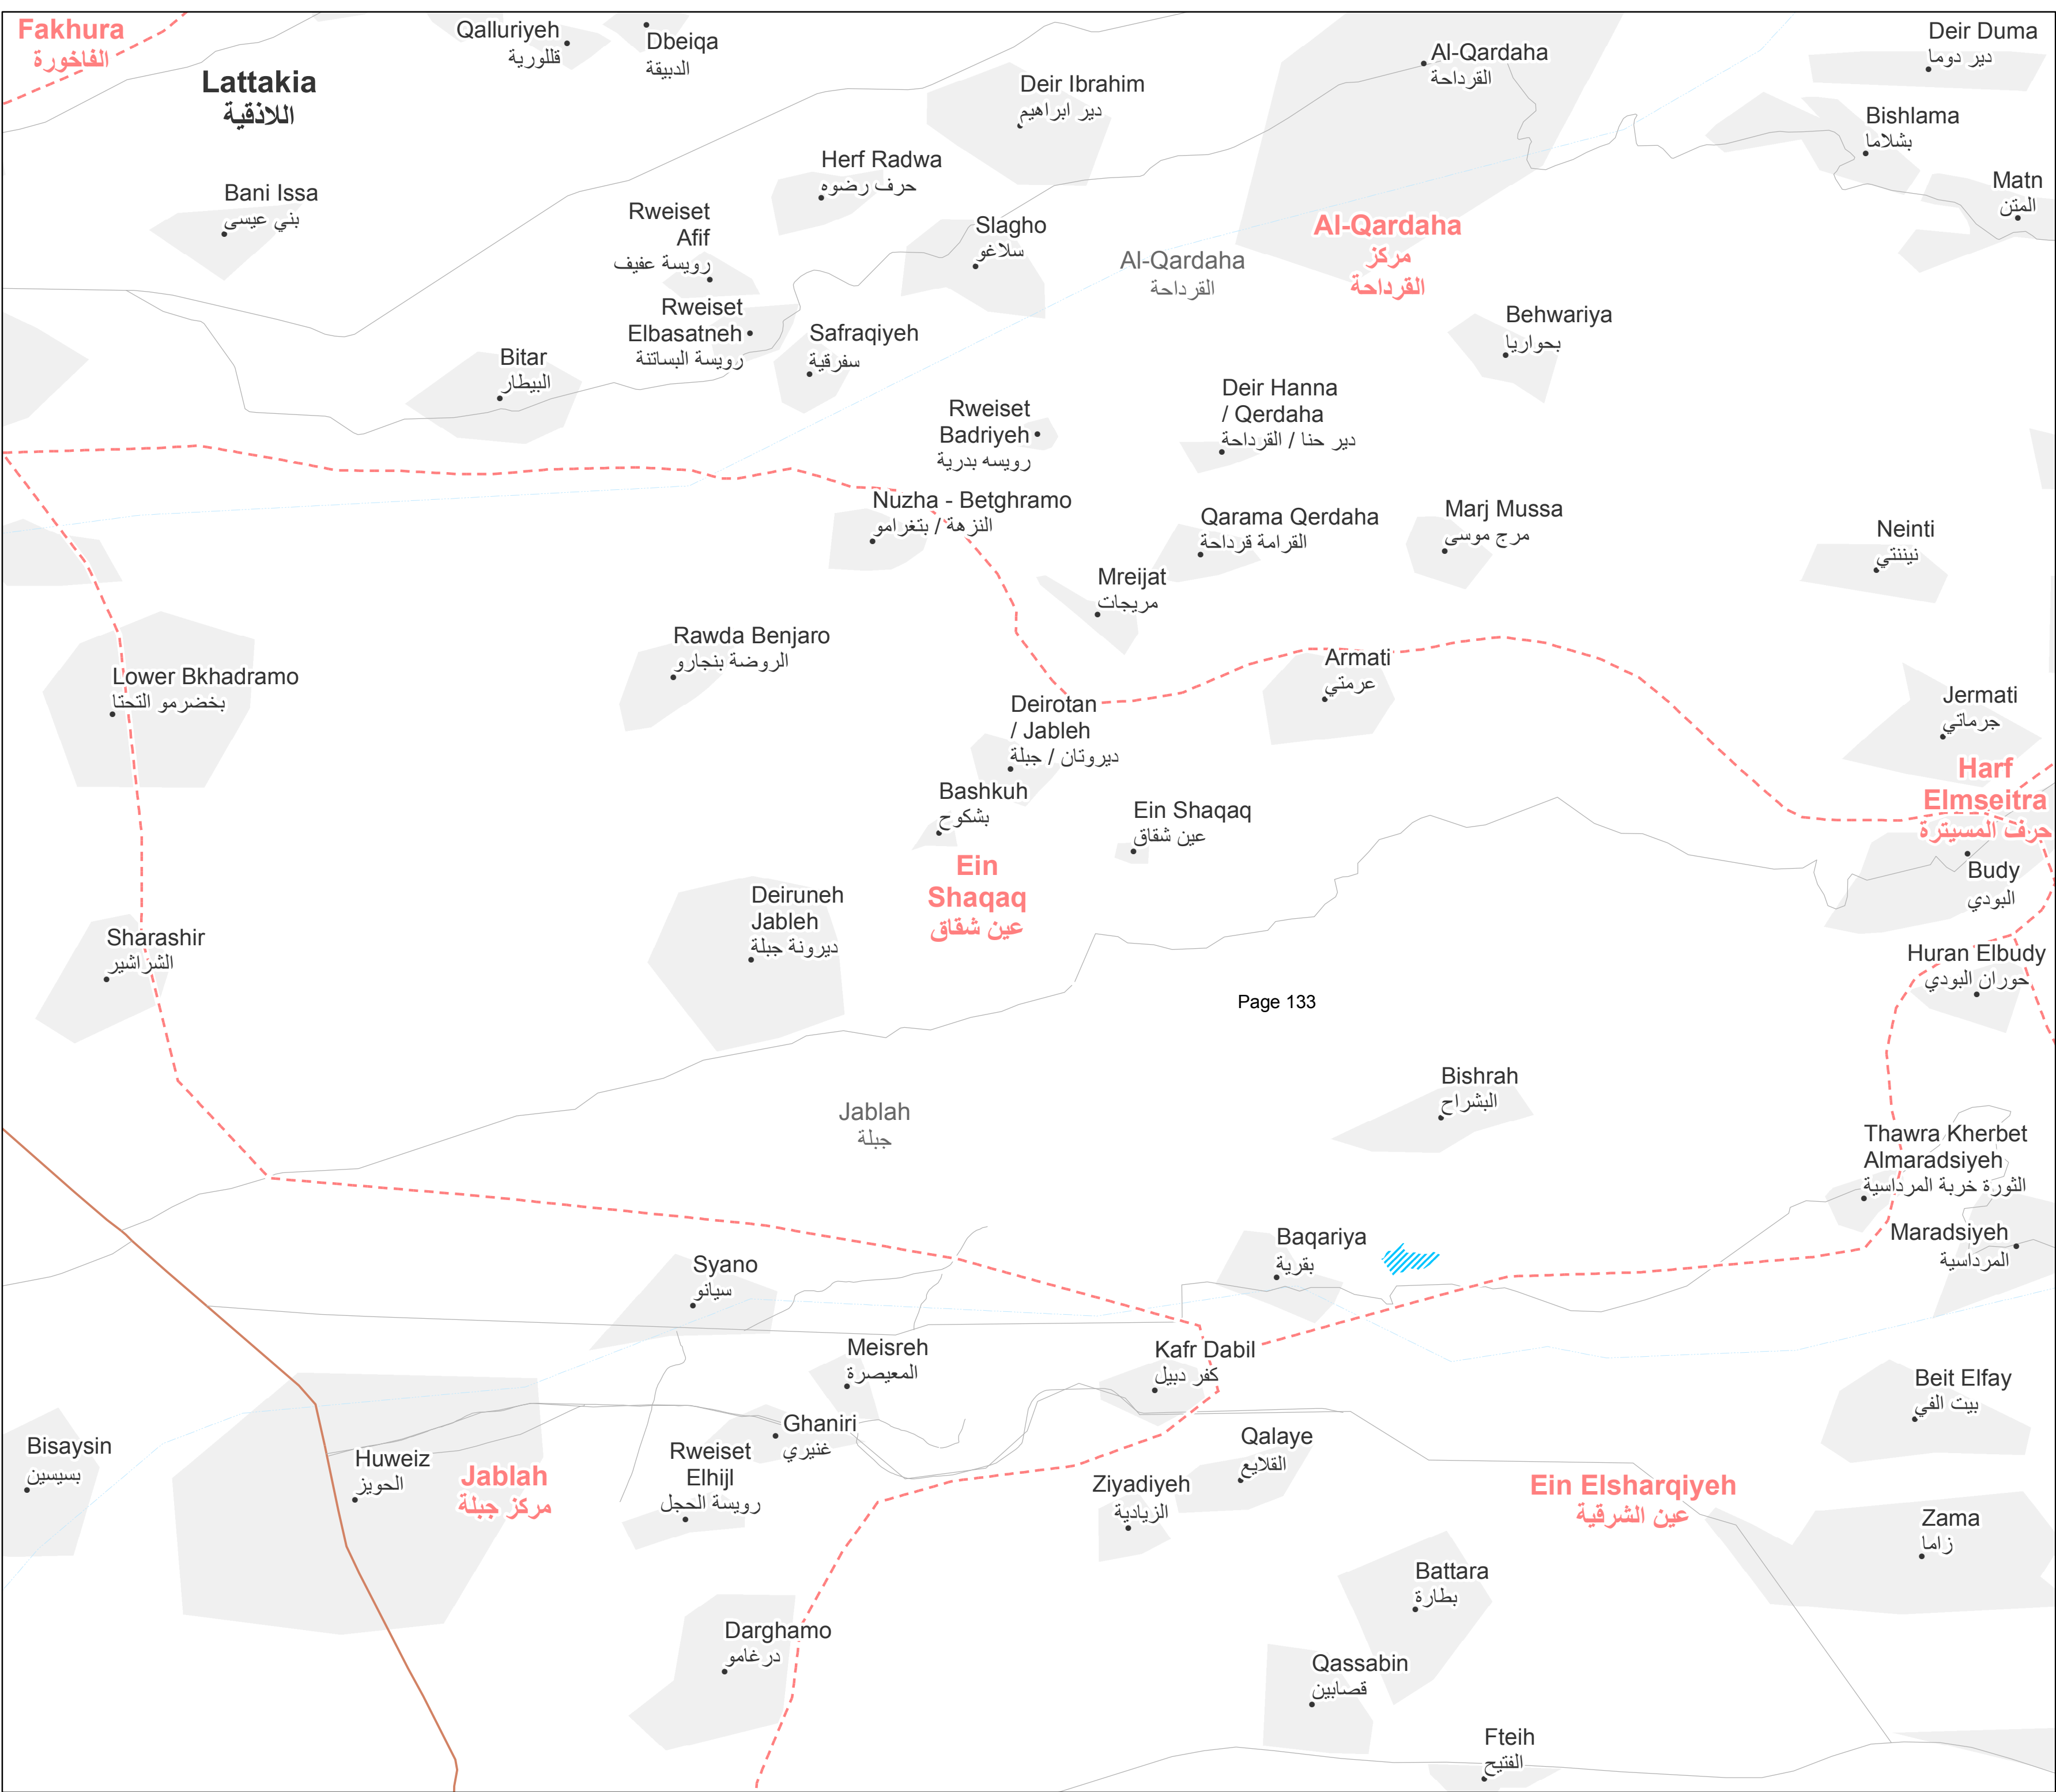 Fakhura
الفاخورة
Lattakia
اللاذقية
Qalluriyeh
قللورية
Dbeiqa
الدبيقة
Deir Ibrahim
دير ابراهيم
Al-Qardaha
القرداحة
Deir Duma
دير دوما
Bishlama
بشلاما
Matn
المتن
Herf Radwa
حرف رضوه
Bani Issa
بني عيسى
Rweiset
Afif
رويسة عفيف
Slagho
سلاغو
Al-Qardaha
القرداحة
Al-Qardaha
مركز
القرداحة
Rweiset
Elbasatneh
رويسة البساتنة
Safraqiyeh
سفرقية
Behwariya
بحواريا
Bitar
البيطار
Deir Hanna
/ Qerdaha
دير حنا / القرداحة
Rweiset
Badriyeh
رويسه بدرية
Nuzha - Betghramo
النزهة / بتغرامو
Qarama Qerdaha
القرامة قرداحة
Marj Mussa
مرج موسى
Neinti
نيننتي
Mreijat
مريجات
Rawda Benjaro
الروضة بنجارو
Armati
عرمتي
Lower Bkhadramo
بخضرمو التحتا
Jermati
جرماتي
Deirotan
/ Jableh
ديروتان / جبلة
Harf
Elmseitra
حرف المسيترة
Bashkuh
بشكوح
Ein Shaqaq
عين شقاق
Ein
Shaqaq
عين شقاق
Budy
البودي
Deiruneh
Jableh
ديرونة جبلة
Sharashir
الشراشير
Huran Elbudy
حوران البودي
Page 133
Bishrah
البشراح
Jablah
جبلة
Thawra Kherbet
Almaradsiyeh
الثورة خربة المرداسية
Maradsiyeh
المرداسية
Baqariya
بقرية
Syano
سيانو
Meisreh
المعيصرة
Kafr Dabil
كفر دبيل
Beit Elfay
بيت الفي
Ghaniri
غنيري
Bisaysin
بسيسين
Huweiz
الحويز
Jablah
مركز جبلة
Rweiset
Elhijl
رويسة الحجل
Qalaye
القلايع
Ziyadiyeh
الزيادية
Ein Elsharqiyeh
عين الشرقية
Zama
زاما
Battara
بطارة
Darghamo
درغامو
Qassabin
قصابين
Fteih
الفتيح